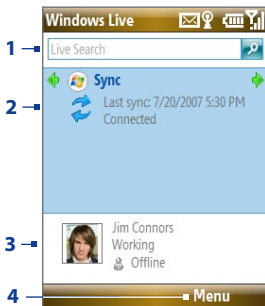 Windows Live
1
Live Search
Sync
2
Last sync: 7/20/2007 5:30 PM
Connected
Jim Connors
3
Working
Offline
4
Menu